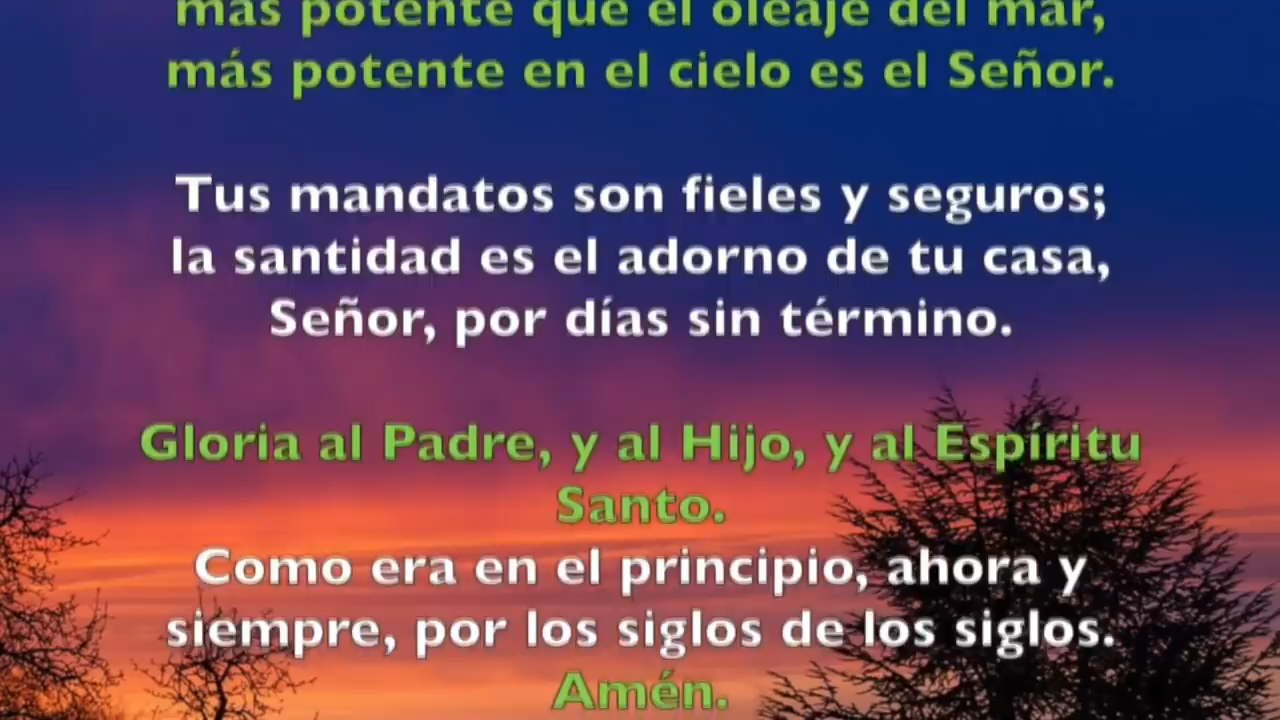 más potente que el oleaje del mar,
más potente en el cielo es el Señor.
Tus mandatos son fieles y seguros;
la santidad es el adorno de tu casa,
Señor, por días sin término.
Gloria al Padre, y al Hijo, y al Espíritu
Santo.
Como era en el principio, ahora y
siempre, por los siglos de los siglos.
Amén.